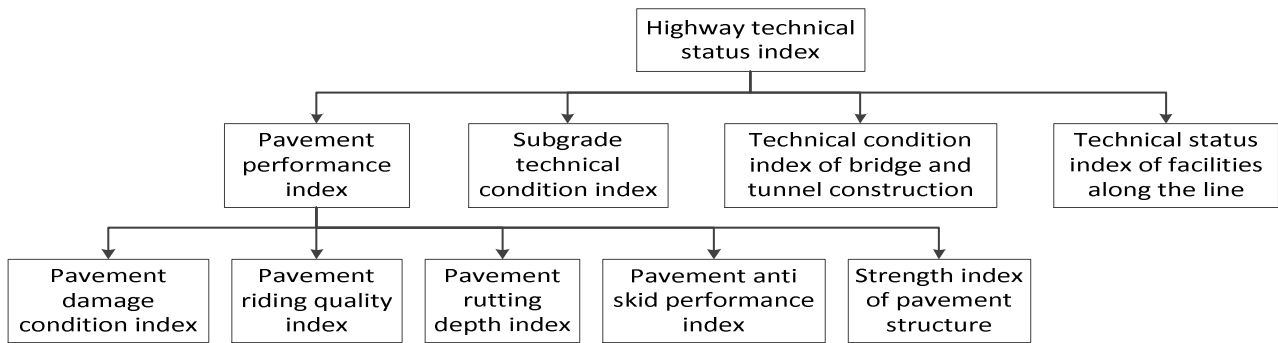 Highway technical
status index
Pavement
performance
index
Subgrade
technical
condition index
Technical condition
index of bridge and
tunnel construction
Technical status
index of facilities
along the line
Pavement
damage
condition index
Pavement
riding quality
index
Pavement
rutting
depth index
Pavement anti
skid performance
index
Strength index
of pavement
structure